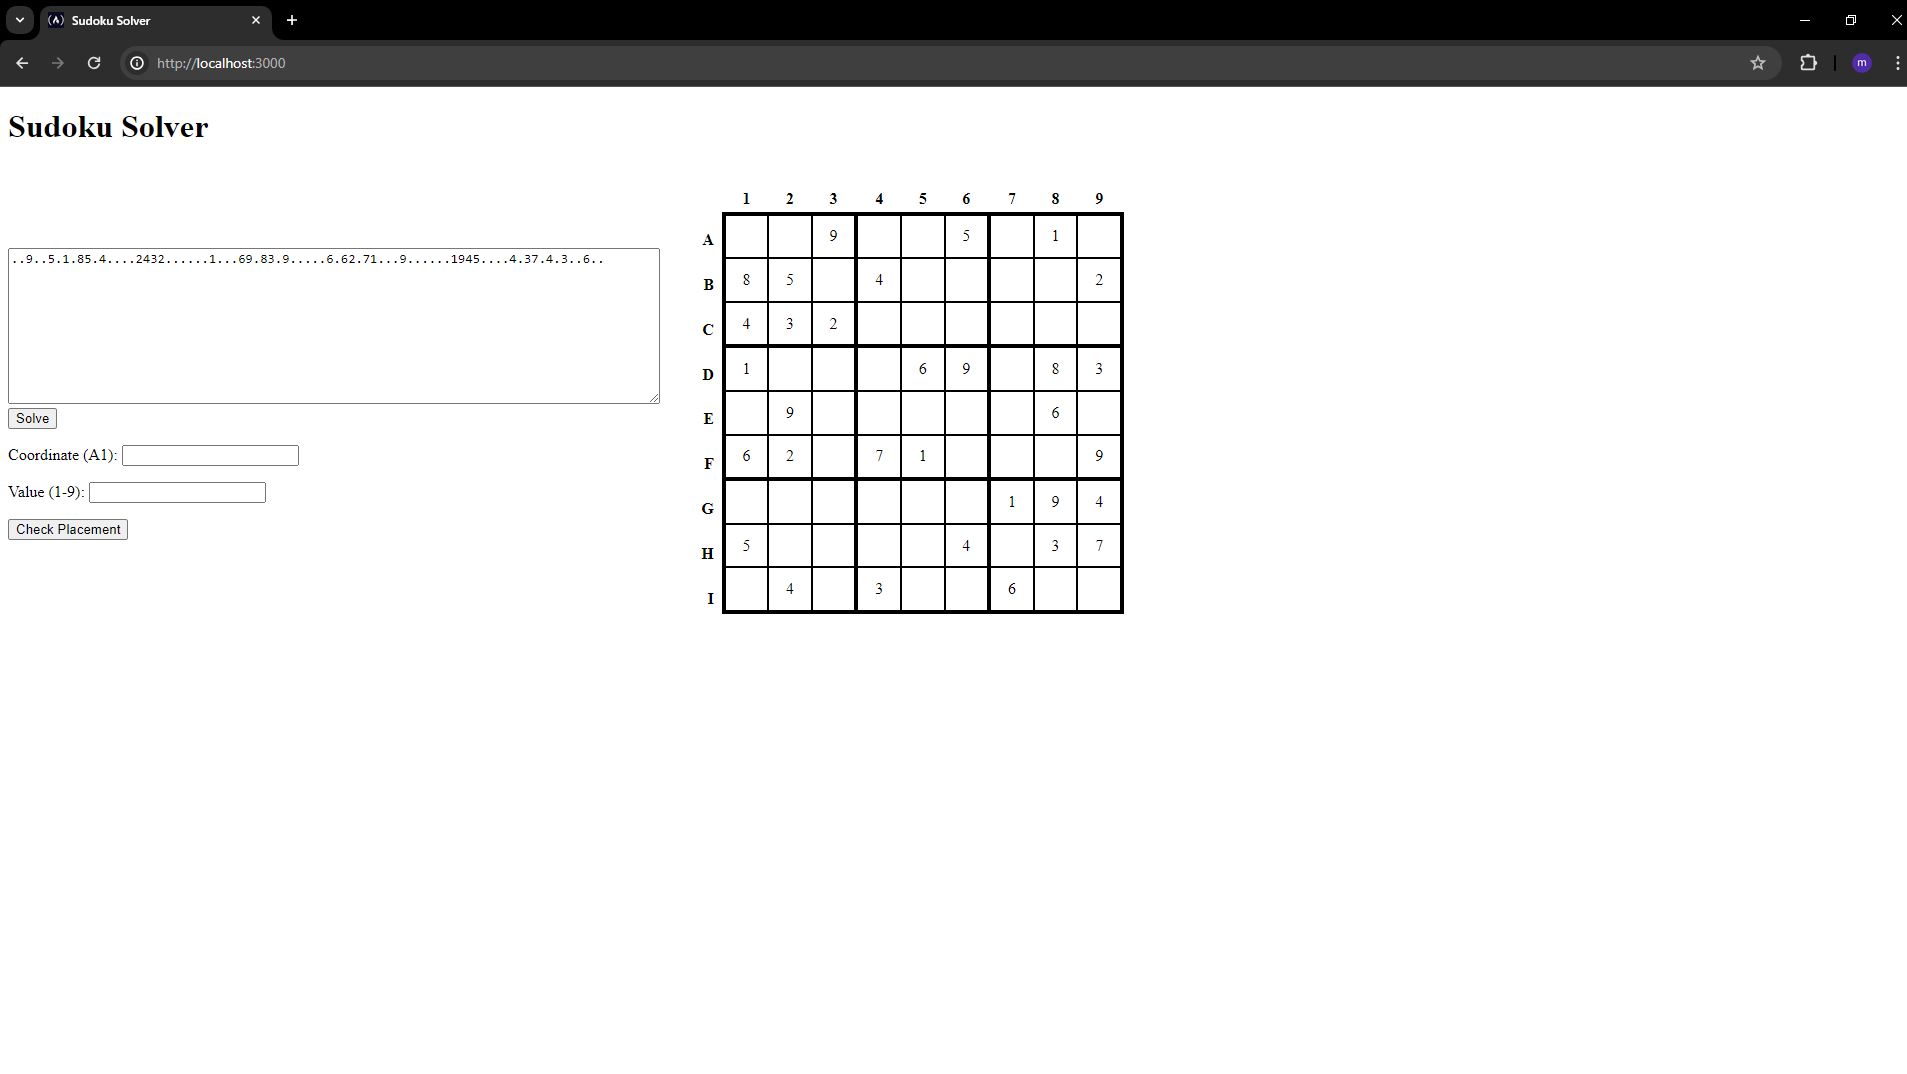 Sudoku Solver
http://localhost:3000
m
Sudoku Solver
..9..5.1.85.4....2432......1...69.83.9.....6.62.71...9......1945....4.37.4.3..6..
Solve
Coordinate (A1):
Value (1-9):
Check Placement
1 2 3 4 5 6 7 8 9
A 9 5 1
B 8 5 4 2
C 4 3 2
D 1 6 9 8 3
E 9 6
F 6 2 7 1 9
G 1 9 4
H 5 4 3 7
I 4 3 6